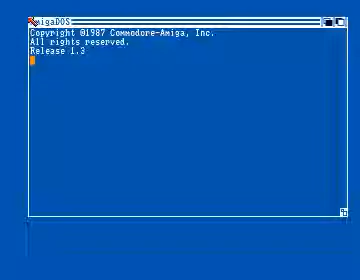 AmigaDOS
Copyright ©1987 Commodore-Amiga, Inc.
All rights reserved.
Release 1.3